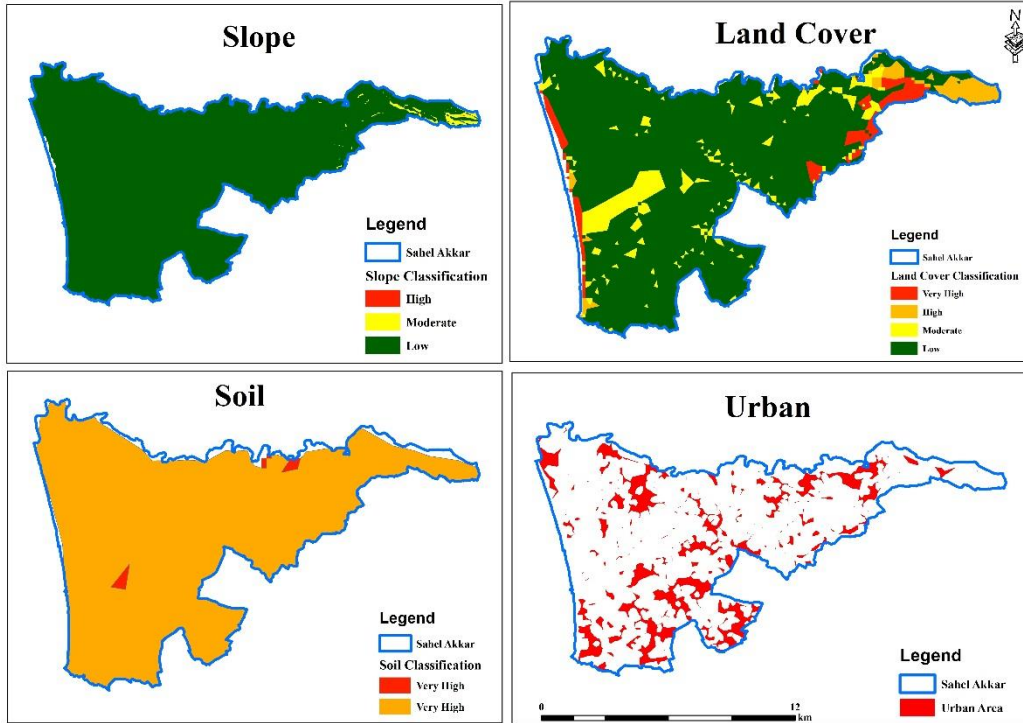 Slope
Legend
Sahel Akkar
Slope Classification
High
Moderate
Low
Land Cover
N
Legend
Sahel Akkar
Land Cover Classification
Very High
High
Moderate
Low
Soil
Legend
Sahel Akkar
Soil Classification
Very High
Very High
Urban
Legend
Sahel Akkar
Urban Area
0 12
km